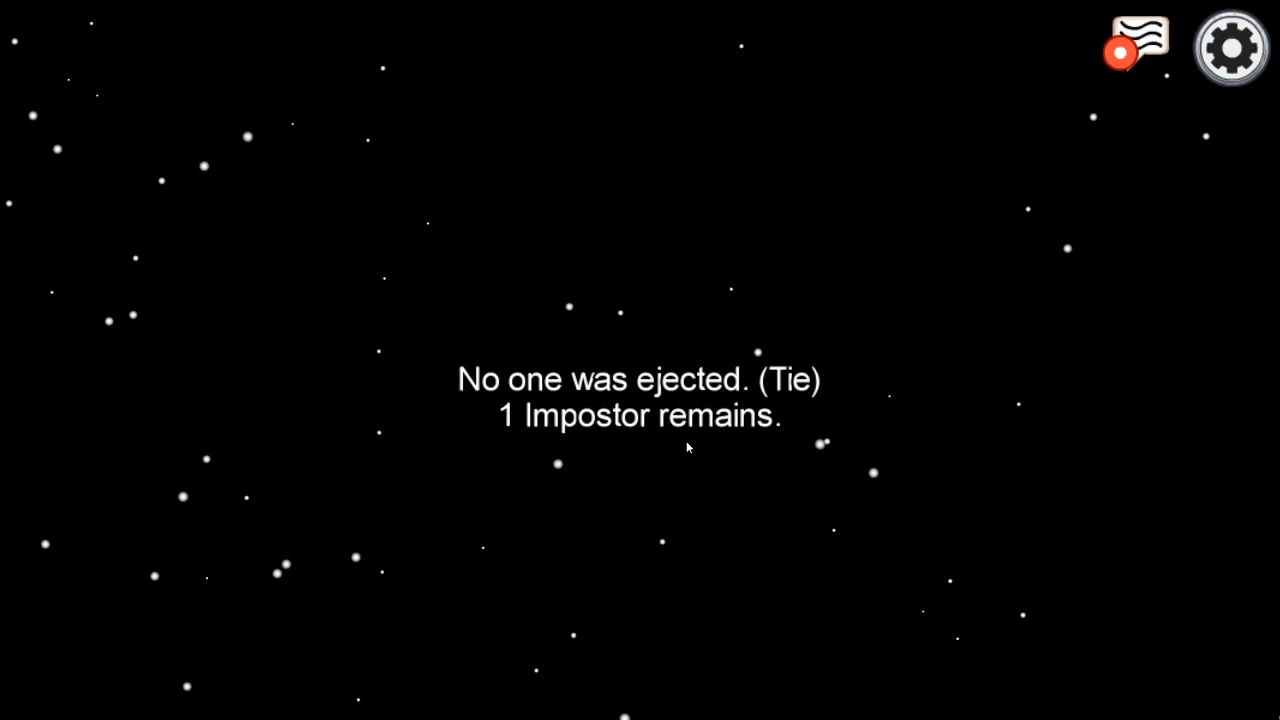 No one was ejected. (Tie)
1 Impostor remains.